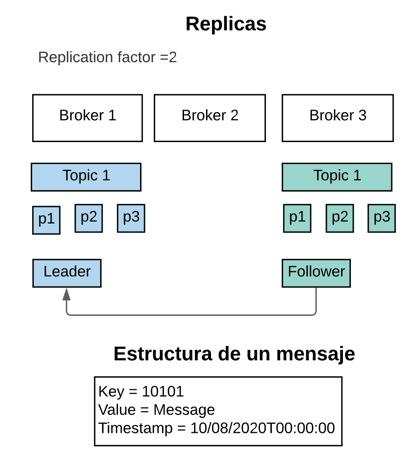 Replicas
Replication factor =2
Broker 1 Broker 2 Broker 3
Topic 1 Topic 1
p1 p2 p3 p1 p2 p3
Leader Follower
Estructura de un mensaje
Key = 10101
Value = Message
Timestamp = 10/08/2020T00:00:00